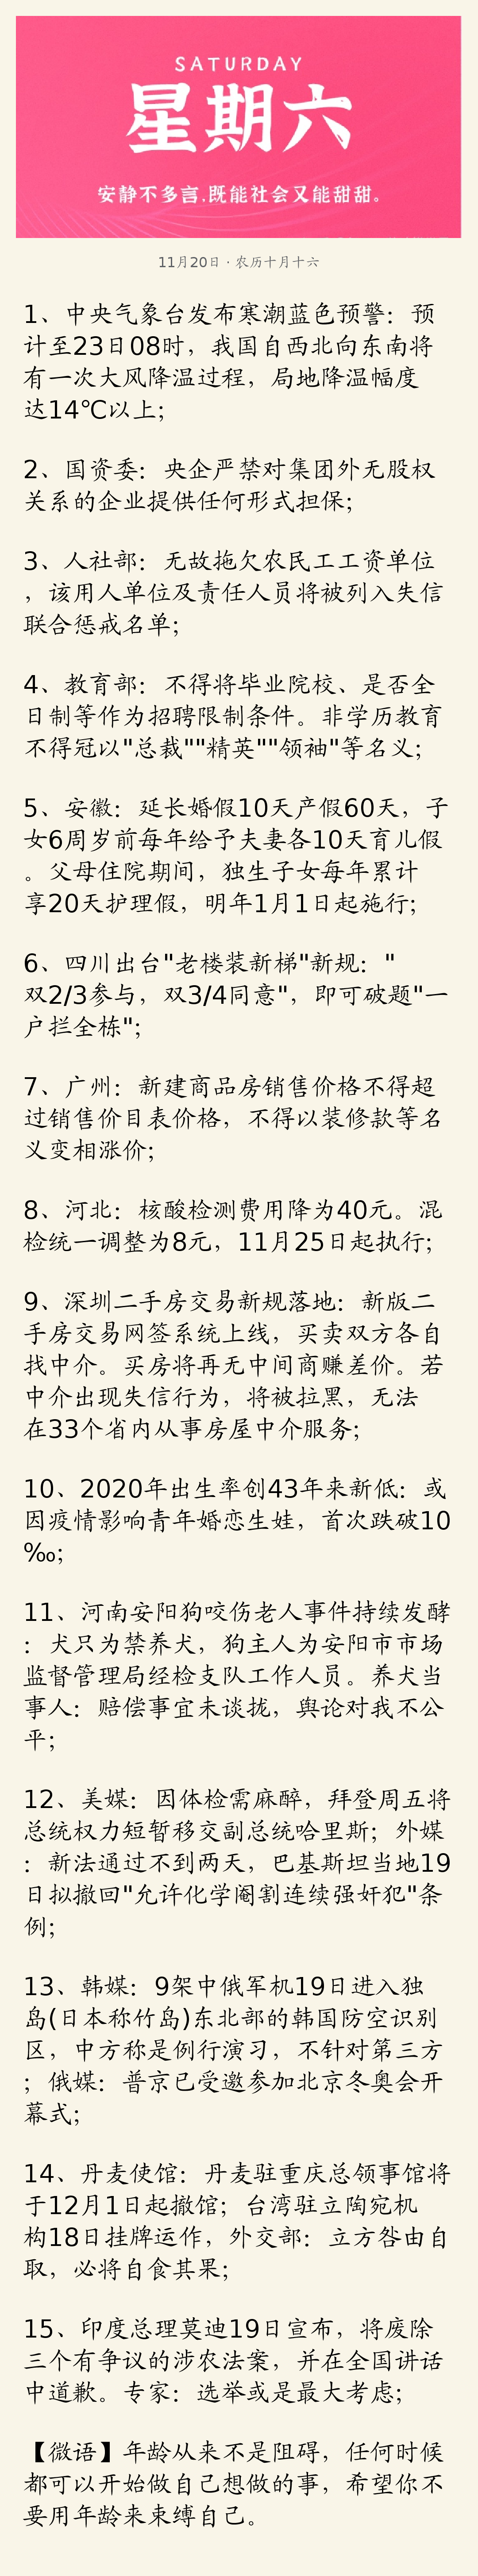 SATURDAY
星期六
安静不多言,既能社会又能甜甜。
11月20日 · 农历十月十六
1、中央气象台发布寒潮蓝色预警：预
计至23日08时，我国自西北向东南将
有一次大风降温过程，局地降温幅度
达14℃以上；
2、国资委：央企严禁对集团外无股权
关系的企业提供任何形式担保；
3、人社部：无故拖欠农民工工资单位
，该用人单位及责任人员将被列入失信
联合惩戒名单；
4、教育部：不得将毕业院校、是否全
日制等作为招聘限制条件。非学历教育
不得冠以"总裁""精英""领袖"等名义；
5、安徽：延长婚假10天产假60天，子
女6周岁前每年给予夫妻各10天育儿假
。父母住院期间，独生子女每年累计
享20天护理假，明年1月1日起施行；
6、四川出台"老楼装新梯"新规："
双2/3参与，双3/4同意"，即可破题"一
户拦全栋"；
7、广州：新建商品房销售价格不得超
过销售价目表价格，不得以装修款等名
义变相涨价；
8、河北：核酸检测费用降为40元。混
检统一调整为8元，11月25日起执行；
9、深圳二手房交易新规落地：新版二
手房交易网签系统上线，买卖双方各自
找中介。买房将再无中间商赚差价。若
中介出现失信行为，将被拉黑，无法
在33个省内从事房屋中介服务；
10、2020年出生率创43年来新低：或
因疫情影响青年婚恋生娃，首次跌破10
‰；
11、河南安阳狗咬伤老人事件持续发酵
：犬只为禁养犬，狗主人为安阳市市场
监督管理局经检支队工作人员。养犬当
事人：赔偿事宜未谈拢，舆论对我不公
平；
12、美媒：因体检需麻醉，拜登周五将
总统权力短暂移交副总统哈里斯；外媒
：新法通过不到两天，巴基斯坦当地19
日拟撤回"允许化学阉割连续强奸犯"条
例；
13、韩媒：9架中俄军机19日进入独
岛(日本称竹岛)东北部的韩国防空识别
区，中方称是例行演习，不针对第三方
；俄媒：普京已受邀参加北京冬奥会开
幕式；
14、丹麦使馆：丹麦驻重庆总领事馆将
于12月1日起撤馆；台湾驻立陶宛机
构18日挂牌运作，外交部：立方咎由自
取，必将自食其果；
15、印度总理莫迪19日宣布，将废除
三个有争议的涉农法案，并在全国讲话
中道歉。专家：选举或是最大考虑；
【微语】年龄从来不是阻碍，任何时候
都可以开始做自己想做的事，希望你不
要用年龄来束缚自己。